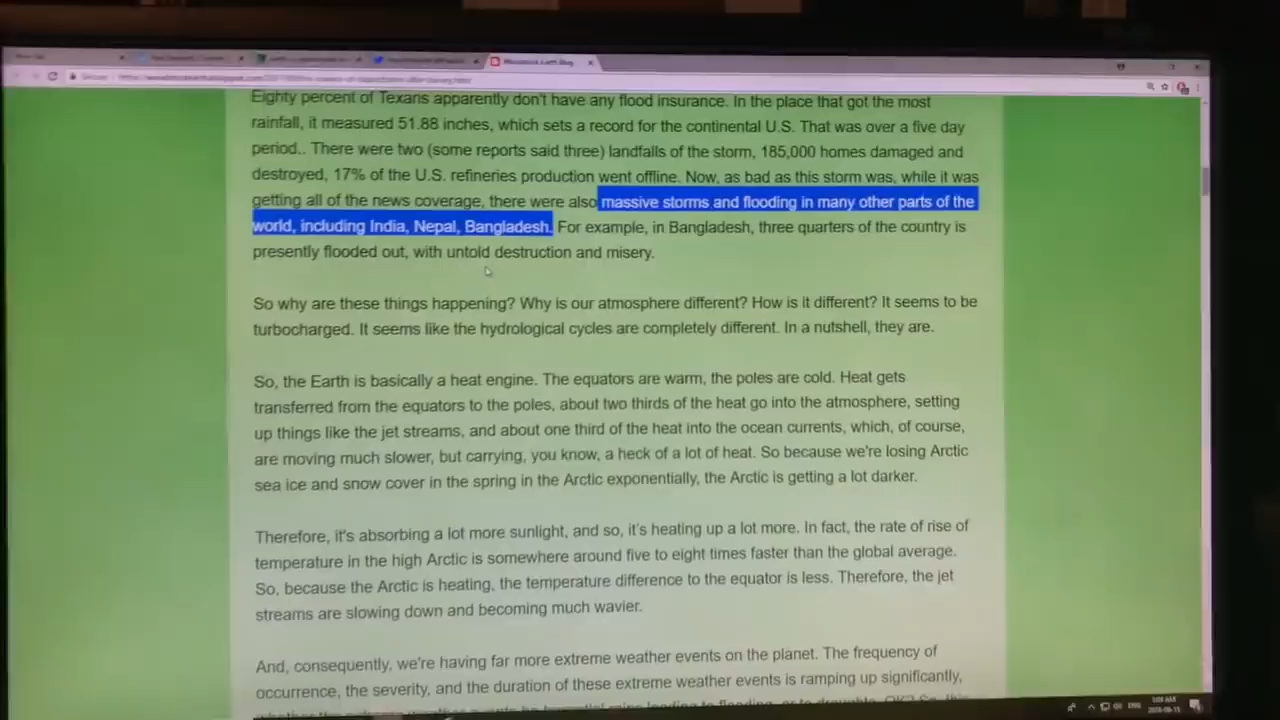 Eighty percent of Texans apparently don't have any flood insurance. In the place that got the most
rainfall, it measured 51.88 inches, which sets a record for the continental U.S. That was over a five day
period.. There were two (some reports said three) landfalls of the storm, 185,000 homes damaged and
destroyed, 17% of the U.S. refineries production went offline. Now, as bad as this storm was, while it was
getting all of the news coverage, there were also massive storms and flooding in many other parts of the
world, including India, Nepal, Bangladesh. For example, in Bangladesh, three quarters of the country is
presently flooded out, with untold destruction and misery.
So why are these things happening? Why is our atmosphere different? How is it different? It seems to be
turbocharged. It seems like the hydrological cycles are completely different. In a nutshell, they are.
So, the Earth is basically a heat engine. The equators are warm, the poles are cold. Heat gets
transferred from the equators to the poles, about two thirds of the heat go into the atmosphere, setting
up things like the jet streams, and about one third of the heat into the ocean currents, which, of course,
are moving much slower, but carrying, you know, a heck of a lot of heat. So because we're losing Arctic
sea ice and snow cover in the spring in the Arctic exponentially, the Arctic is getting a lot darker.
Therefore, it's absorbing a lot more sunlight, and so, it's heating up a lot more. In fact, the rate of rise of
temperature in the high Arctic is somewhere around five to eight times faster than the global average.
So, because the Arctic is heating, the temperature difference to the equator is less. Therefore, the jet
streams are slowing down and becoming much wavier.
And, consequently, we're having far more extreme weather events on the planet. The frequency of
occurrence, the severity, and the duration of these extreme weather events is ramping up significantly,
ENG